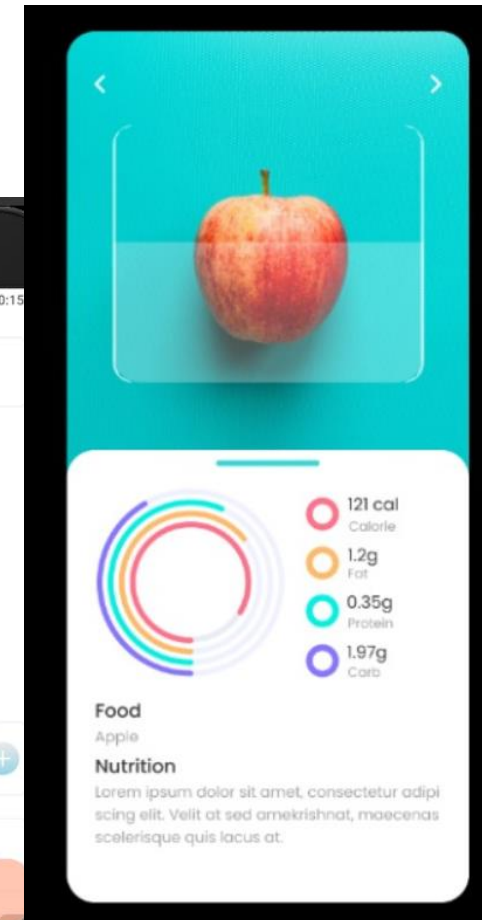 0:15
121 cal
Calorie
1.2g
Fat
0.35g
Protein
1.97g
Carb
Food
Apple
Nutrition
Lorem ipsum dolor sit amet, consectetur adipi
scing elit. Velit at sed amekrishnat, maecenas
scelerisque quis lacus at.